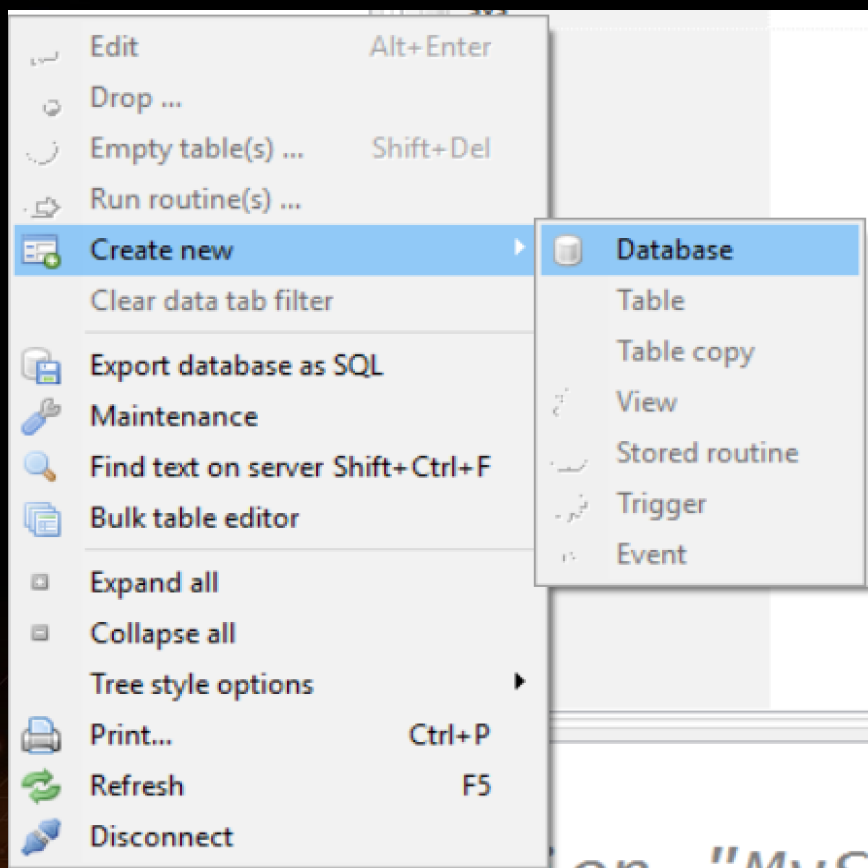 Edit Alt+Enter
Drop ...
Empty table(s) ... Shift+Del
Run routine(s) ...
Create new
Clear data tab filter
Export database as SQL
Maintenance
Find text on server Shift+Ctrl+F
Bulk table editor
Expand all
Collapse all
Tree style options
Print... Ctrl+P
Refresh F5
Disconnect
Database
Table
Table copy
View
Stored routine
Trigger
Event